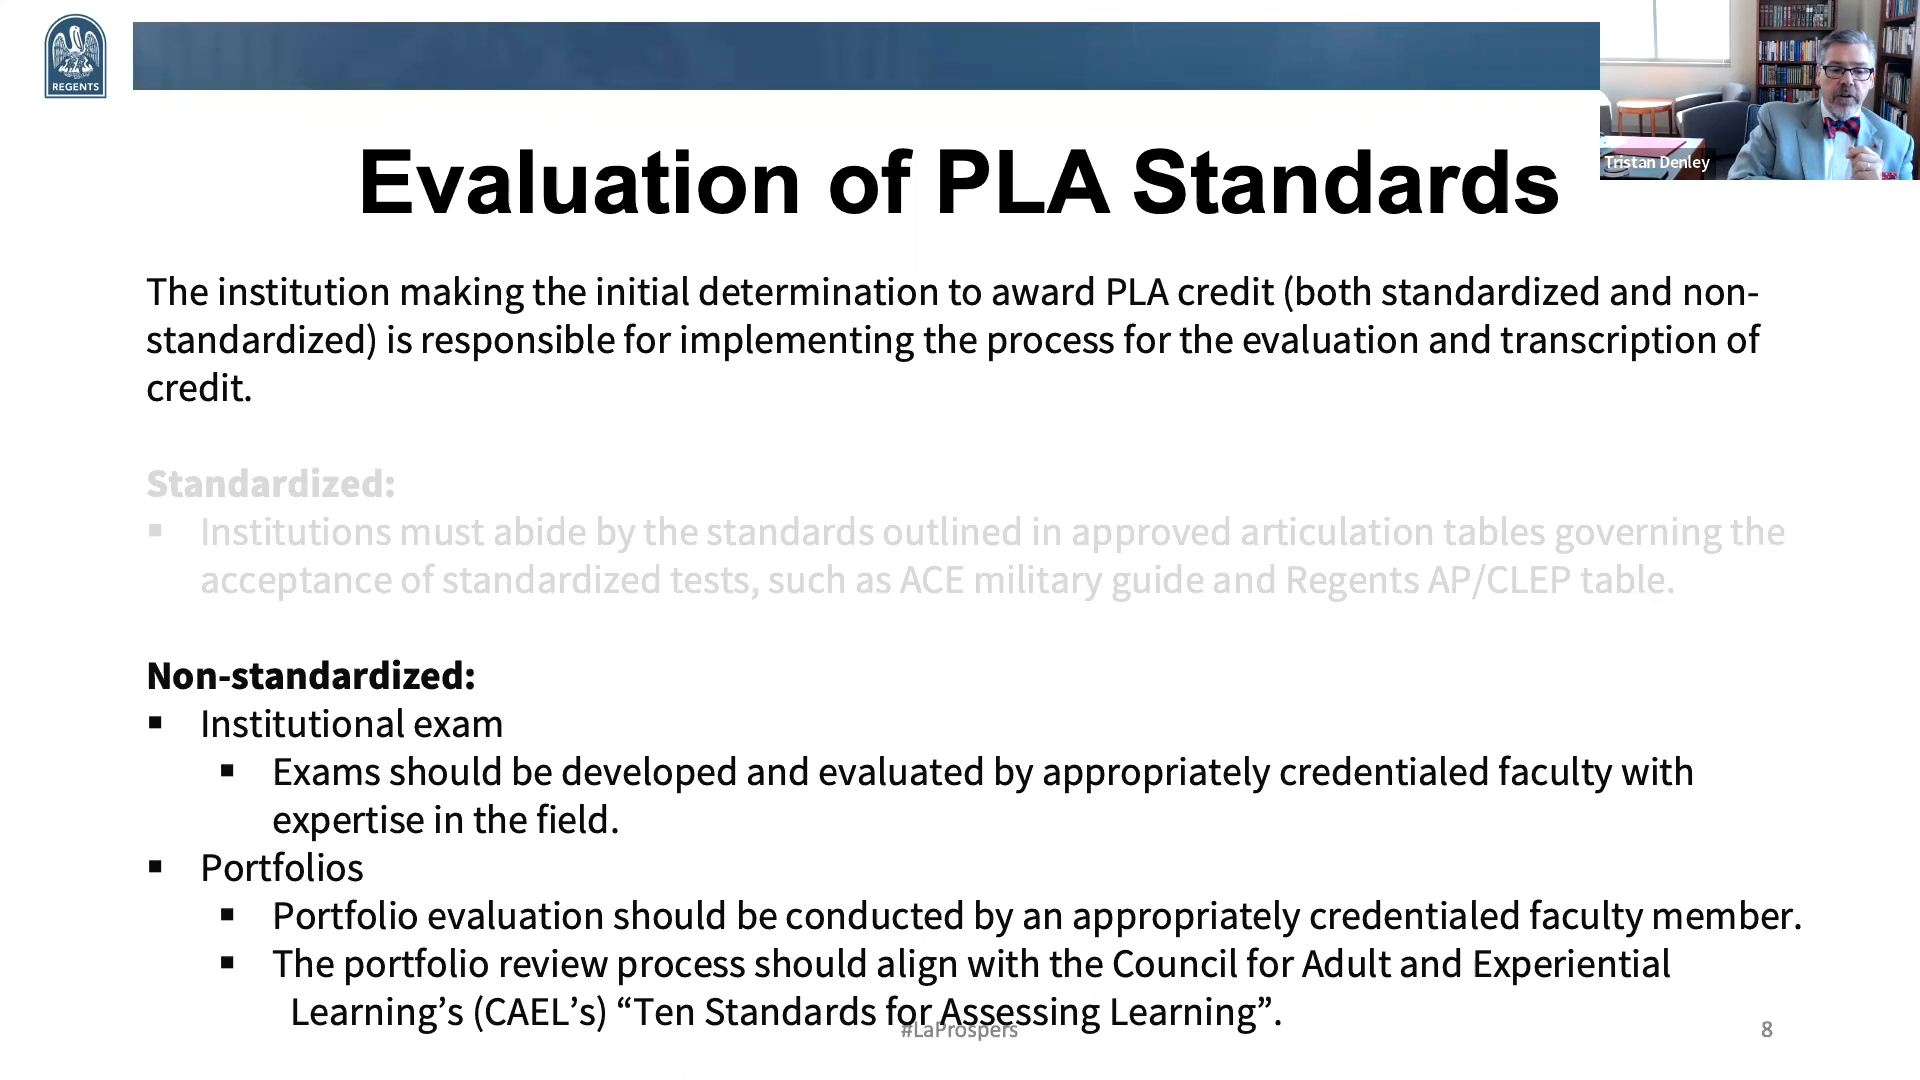 REGENTS
Tristan Denley
Evaluation of PLA Standards
The institution making the initial determination to award PLA credit (both standardized and non-
standardized) is responsible for implementing the process for the evaluation and transcription of
credit.
Standardized:
▪ Institutions must abide by the standards outlined in approved articulation tables governing the
acceptance of standardized tests, such as ACE military guide and Regents AP/CLEP table.
Non-standardized:
▪ Institutional exam
▪ Exams should be developed and evaluated by appropriately credentialed faculty with
expertise in the field.
▪ Portfolios
▪ Portfolio evaluation should be conducted by an appropriately credentialed faculty member.
▪ The portfolio review process should align with the Council for Adult and Experiential
Learning’s (CAEL’s) “Ten Standards for Assessing Learning”.
#LaProspers
8